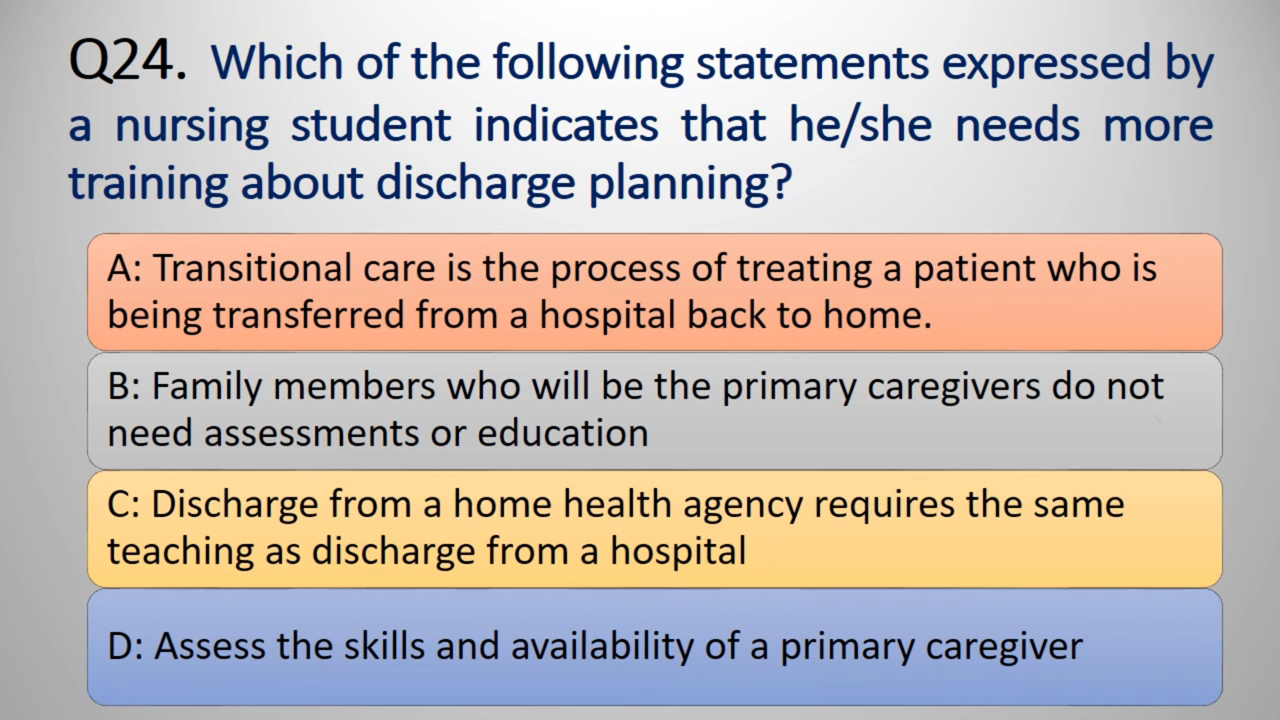 Q24. Which of the following statements expressed by
a nursing student indicates that he/she needs more
training about discharge planning?
A: Transitional care is the process of treating a patient who is
being transferred from a hospital back to home.
B: Family members who will be the primary caregivers do not
need assessments or education
C: Discharge from a home health agency requires the same
teaching as discharge from a hospital
D: Assess the skills and availability of a primary caregiver